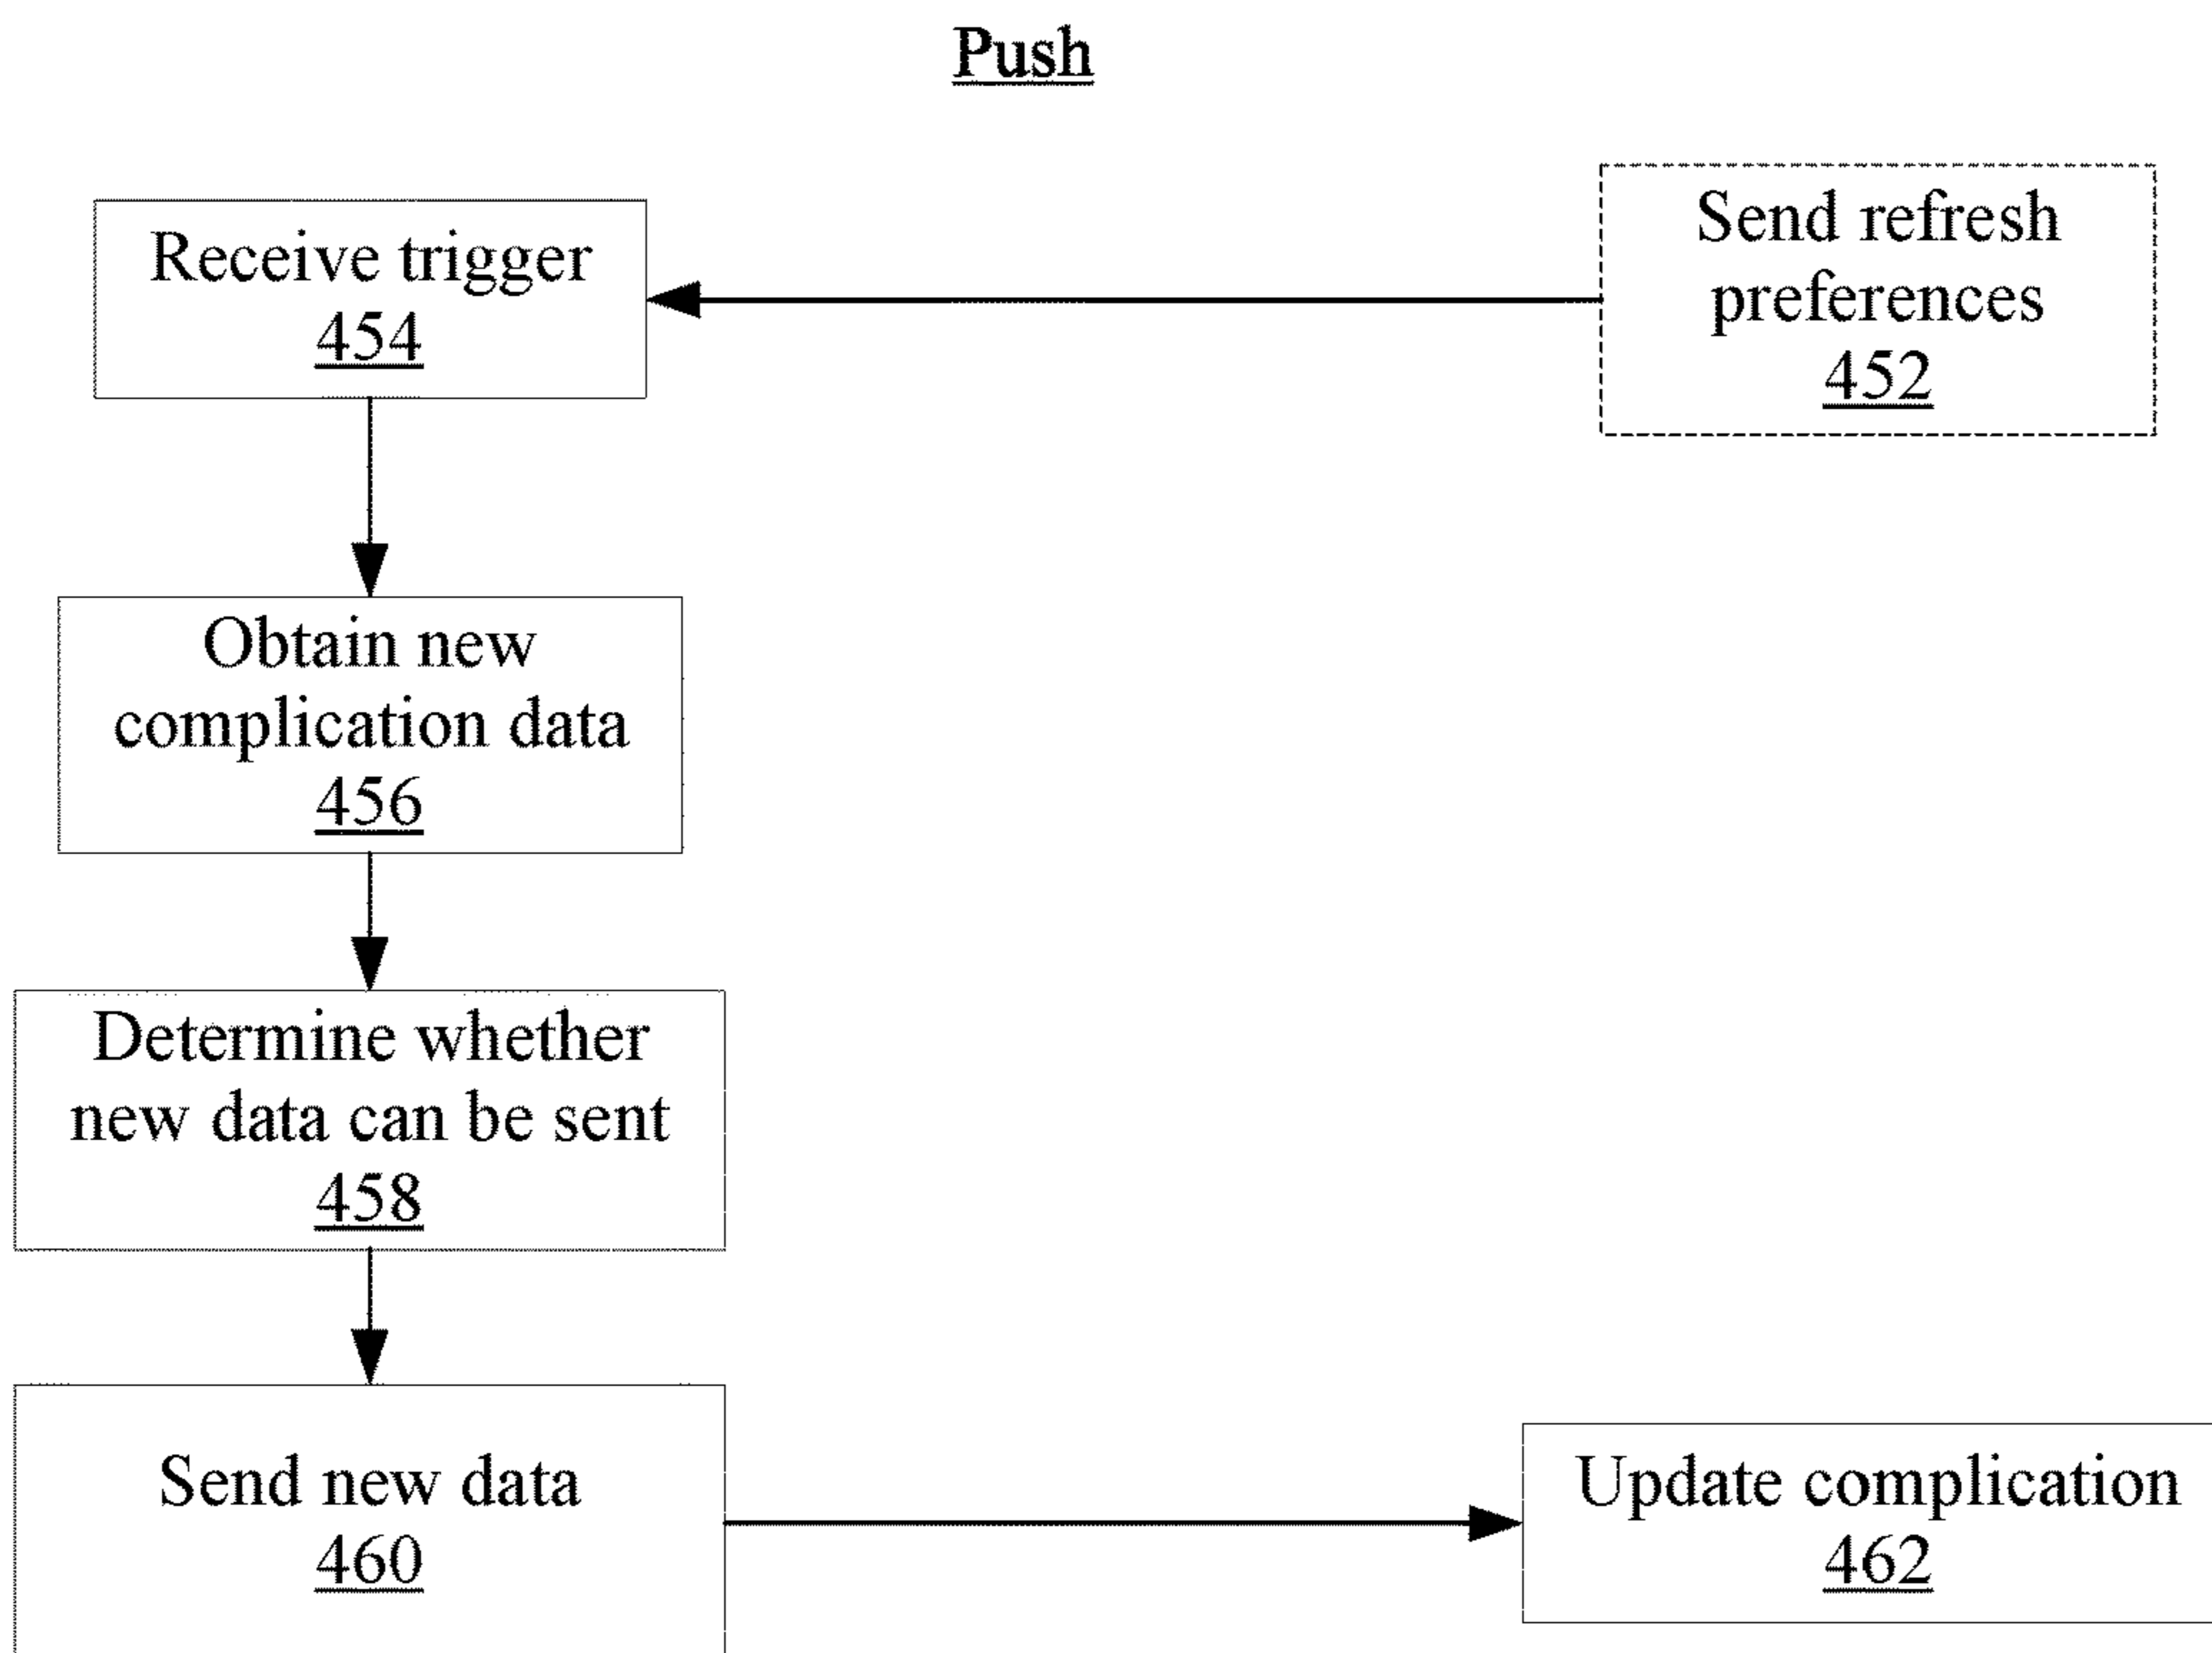 Push
Receive trigger
454
Send refresh
preferences
452
Obtain new
complication data
456
Determine whether
new data can be sent
458
Send new data
460
Update complication
462